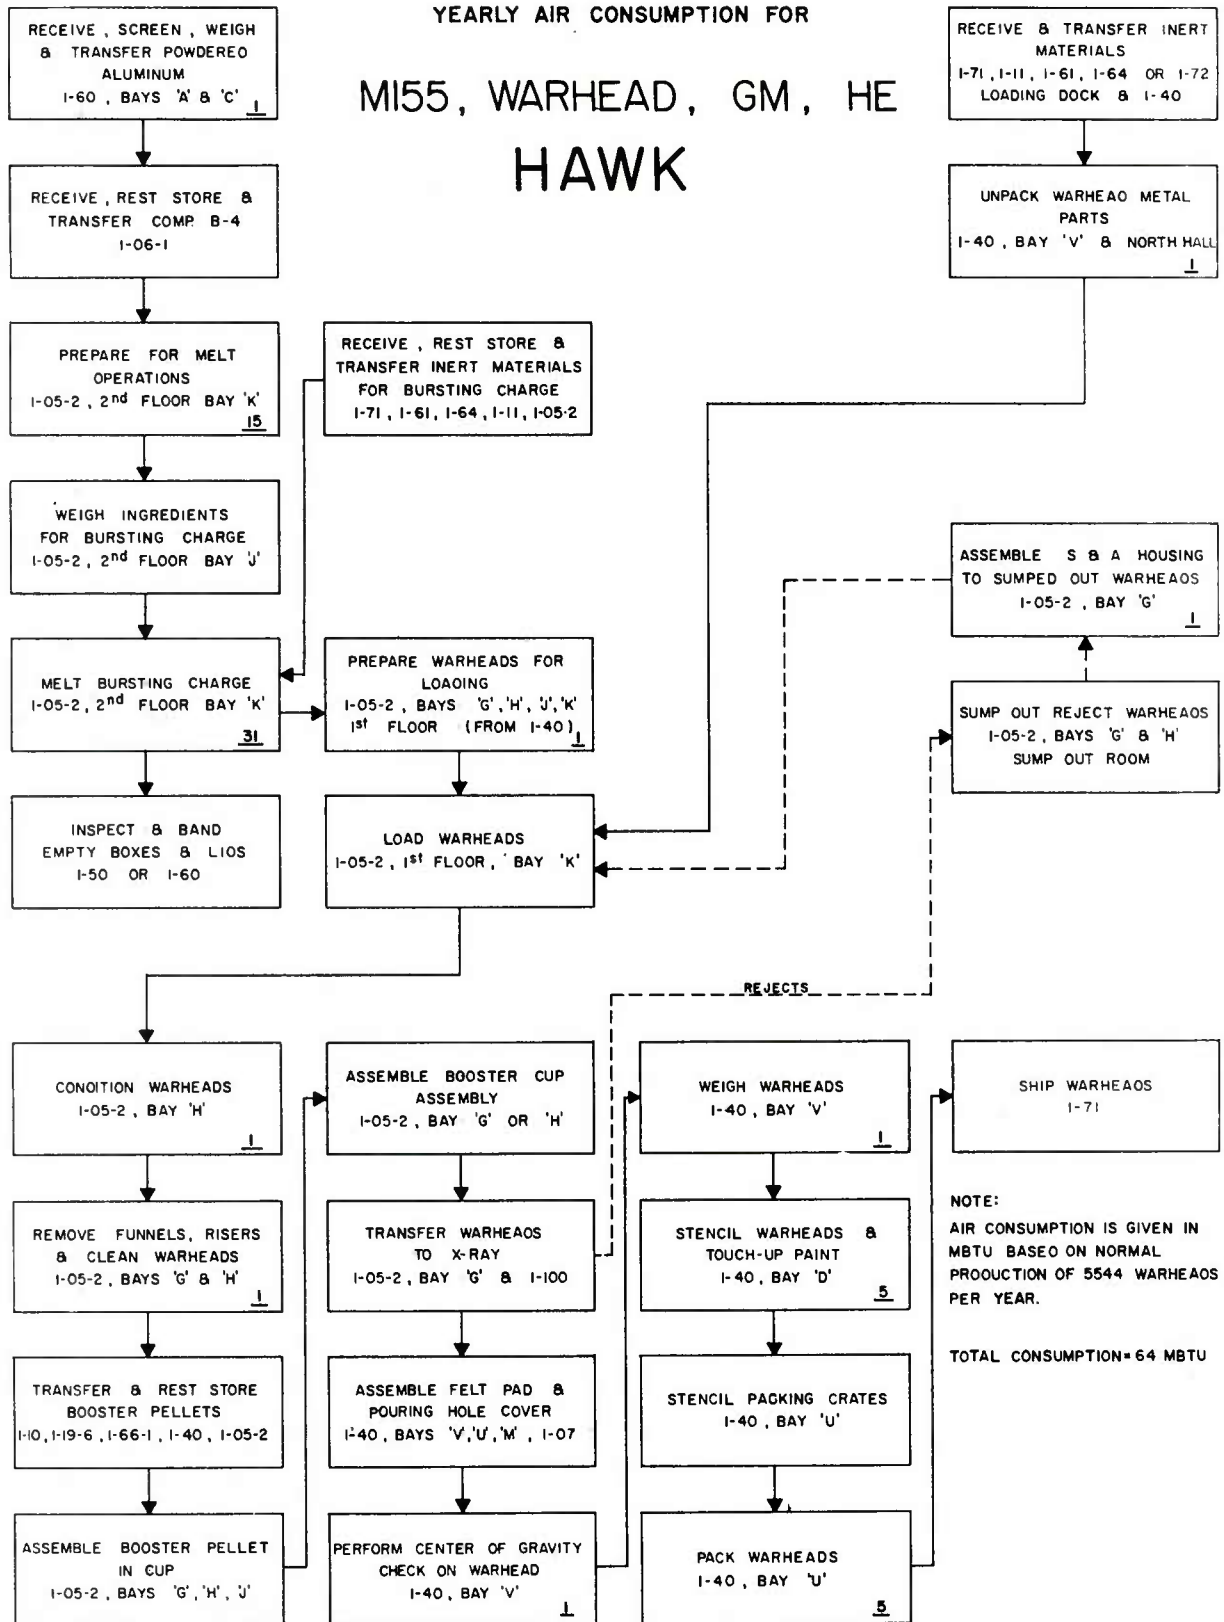 YEARLY AIR CONSUMPTION FOR
M155, WARHEAD, GM, HE
HAWK
RECEIVE, SCREEN, WEIGH
& TRANSFER POWDEREO
ALUMINUM
1-60, BAYS 'A' & 'C'
1
RECEIVE & TRANSFER INERT
MATERIALS
1-71, 1-11, 1-61, 1-64 OR 1-72
LOADING DOCK & 1-40
RECEIVE, REST STORE &
TRANSFER COMP. B-4
1-06-1
UNPACK WARHEAO METAL
PARTS
1-40, BAY 'V' & NORTH HALL
1
PREPARE FOR MELT
OPERATIONS
1-05-2, 2nd FLOOR BAY 'K'
15
RECEIVE, REST STORE &
TRANSFER INERT MATERIALS
FOR BURSTING CHARGE
1-71, 1-61, 1-64, 1-11, 1-05-2
WEIGH INGREDIENTS
FOR BURSTING CHARGE
1-05-2, 2nd FLOOR BAY 'J'
ASSEMBLE S & A HOUSING
TO SUMPED OUT WARHEAOS
1-05-2, BAY 'G'
1
MELT BURSTING CHARGE
1-05-2, 2nd FLOOR BAY 'K'
31
PREPARE WARHEADS FOR
LOAOING
1-05-2, BAYS 'G', 'H', 'J', 'K'
1st FLOOR (FROM 1-40)
1
SUMP OUT REJECT WARHEAOS
1-05-2, BAYS 'G' & 'H'
SUMP OUT ROOM
INSPECT & BAND
EMPTY BOXES & LIOS
1-50 OR 1-60
LOAD WARHEADS
1-05-2, 1st FLOOR, BAY 'K'
REJECTS
CONOITION WARHEADS
1-05-2, BAY 'H'
1
ASSEMBLE BOOSTER CUP
ASSEMBLY
1-05-2, BAY 'G' OR 'H'
WEIGH WARHEADS
1-40, BAY 'V'
1
SHIP WARHEAOS
1-71
REMOVE FUNNELS, RISERS
& CLEAN WARHEADS
1-05-2, BAYS 'G' & 'H'
1
TRANSFER WARHEAOS
TO X-RAY
1-05-2, BAY 'G' & 1-100
STENCIL WARHEADS &
TOUCH-UP PAINT
1-40, BAY 'D'
5
NOTE:
AIR CONSUMPTION IS GIVEN IN
MBTU BASEO ON NORMAL
PROOUCTION OF 5544 WARHEAOS
PER YEAR.
TOTAL CONSUMPTION = 64 MBTU
TRANSFER & REST STORE
BOOSTER PELLETS
1-10, 1-19-6, 1-66-1, 1-40, 1-05-2
ASSEMBLE FELT PAD &
POURING HOLE COVER
1-40, BAYS 'V', 'U', 'M', 1-07
STENCIL PACKING CRATES
1-40, BAY 'U'
ASSEMBLE BOOSTER PELLET
IN CUP
1-05-2, BAYS 'G', 'H', 'J'
PERFORM CENTER OF GRAVITY
CHECK ON WARHEAD
1-40, BAY 'V'
1
PACK WARHEADS
1-40, BAY 'U'
5